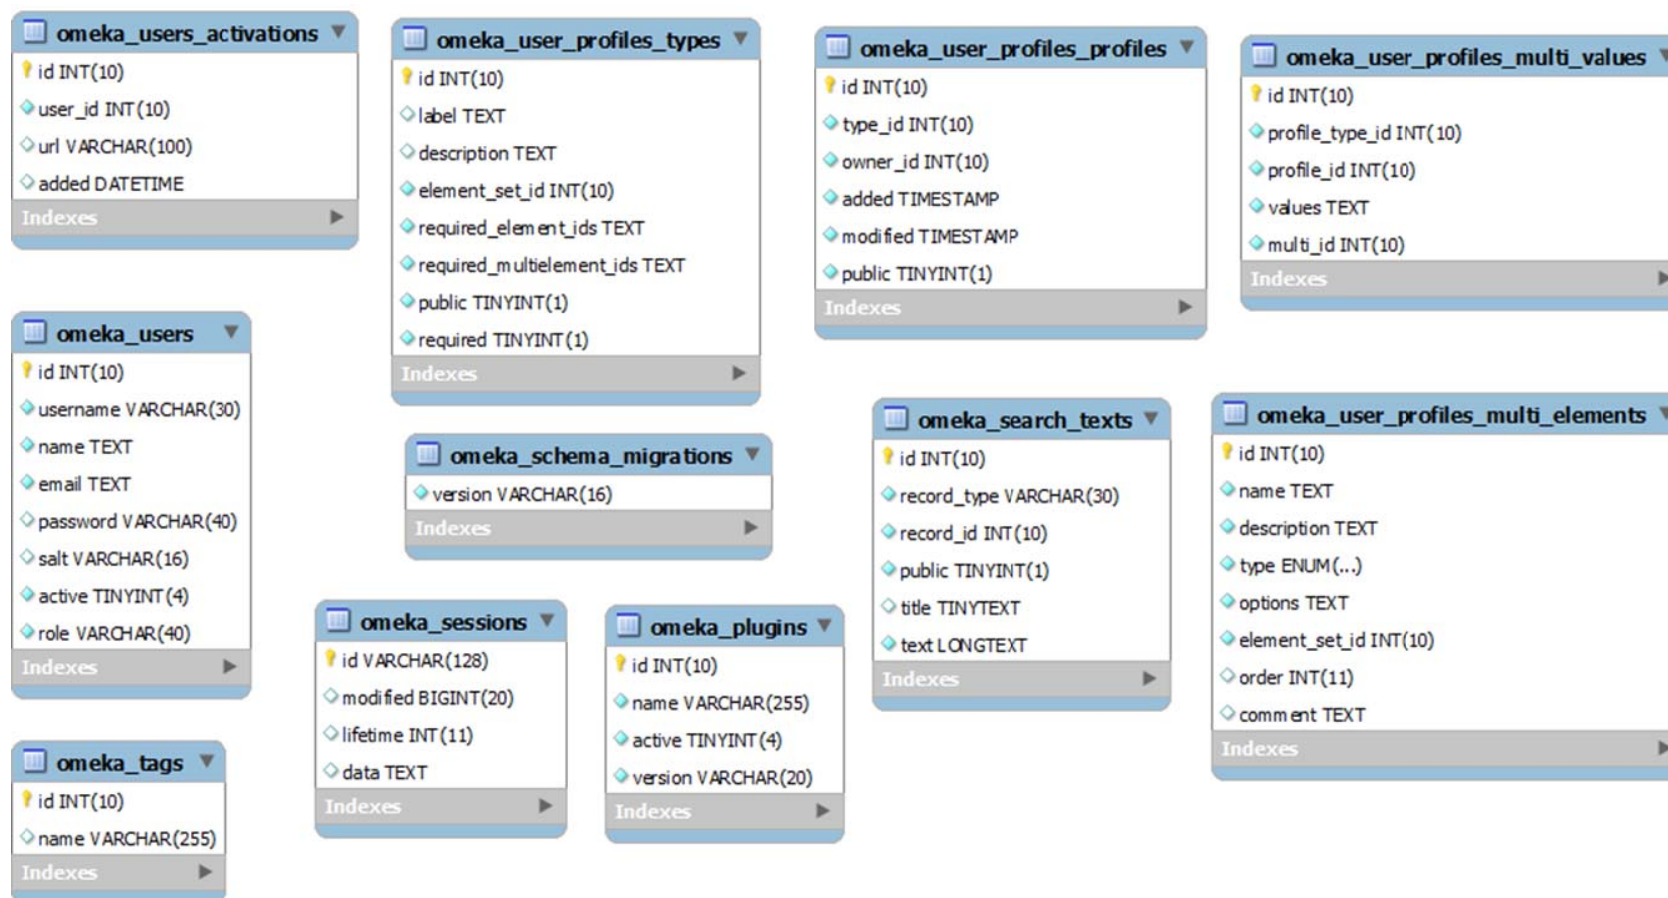 omeka_users_activations
id INT(10)
user_id INT(10)
url VARCHAR(100)
added DATETIME
Indexes
omeka_user_profiles_types
id INT(10)
label TEXT
description TEXT
element_set_id INT(10)
required_element_ids TEXT
required_multielement_ids TEXT
public TINYINT(1)
required TINYINT(1)
Indexes
omeka_user_profiles_profiles
id INT(10)
type_id INT(10)
owner_id INT(10)
added TIMESTAMP
modified TIMESTAMP
public TINYINT(1)
Indexes
omeka_user_profiles_multi_values
id INT(10)
profile_type_id INT(10)
profile_id INT(10)
values TEXT
multi_id INT(10)
Indexes
omeka_users
id INT(10)
username VARCHAR(30)
name TEXT
email TEXT
password VARCHAR(40)
salt VARCHAR(16)
active TINYINT(4)
role VARCHAR(40)
Indexes
omeka_schema_migrations
version VARCHAR(16)
Indexes
omeka_search_texts
id INT(10)
record_type VARCHAR(30)
record_id INT(10)
public TINYINT(1)
title TINYTEXT
text LONGTEXT
Indexes
omeka_user_profiles_multi_elements
id INT(10)
name TEXT
description TEXT
type ENUM(...)
options TEXT
element_set_id INT(10)
order INT(11)
comment TEXT
Indexes
omeka_sessions
id VARCHAR(128)
modified BIGINT(20)
lifetime INT(11)
data TEXT
Indexes
omeka_plugins
id INT(10)
name VARCHAR(255)
active TINYINT(4)
version VARCHAR(20)
Indexes
omeka_tags
id INT(10)
name VARCHAR(255)
Indexes